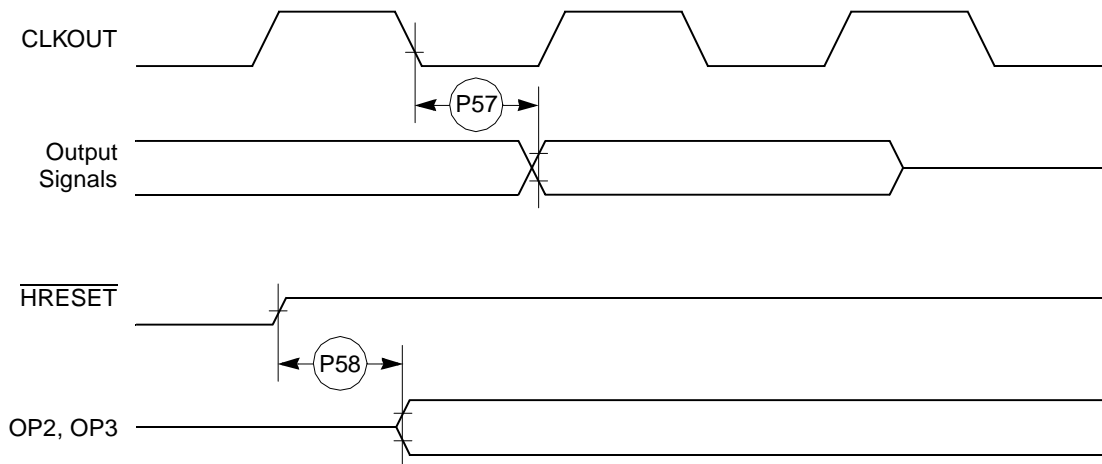 CLKOUT
P57
Output
Signals
HRESET
P58
OP2, OP3